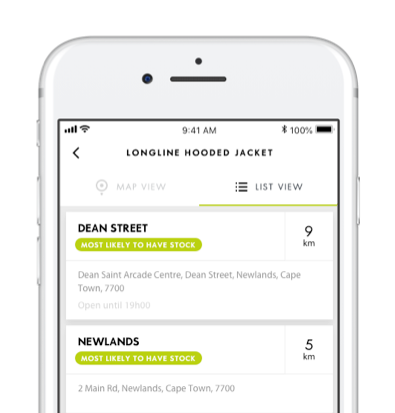 9:41 AM
100%
LONGLINE HOODED JACKET
MAP VIEW
LIST VIEW
DEAN STREET
MOST LIKELY TO HAVE STOCK
9
km
Dean Saint Arcade Centre, Dean Street, Newlands, Cape
Town, 7700
Open until 19h00
NEWLANDS
MOST LIKELY TO HAVE STOCK
5
km
2 Main Rd, Newlands, Cape Town, 7700